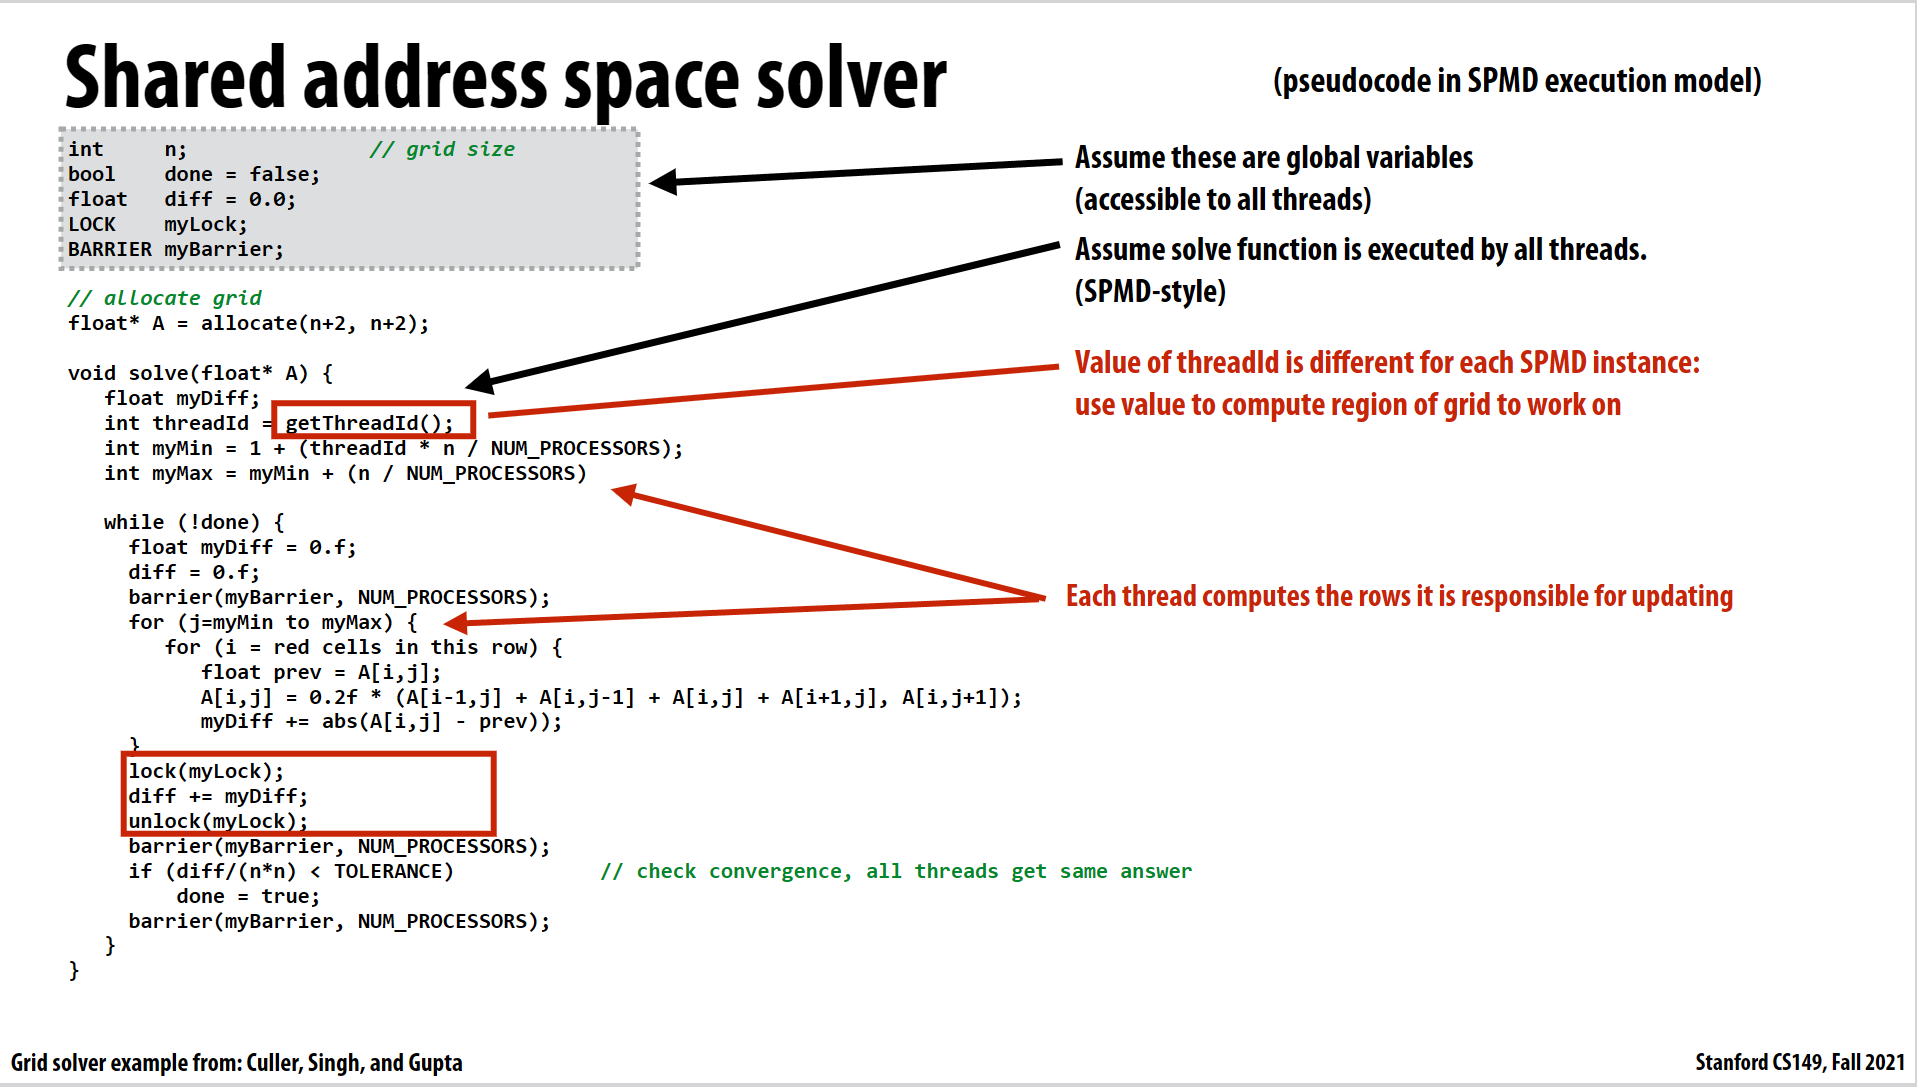 Shared address space solver
(pseudocode in SPMD execution model)
int     n;               // grid size
bool    done = false;
float   diff = 0.0;
LOCK    myLock;
BARRIER myBarrier;
Assume these are global variables
(accessible to all threads)
Assume solve function is executed by all threads.
(SPMD-style)
// allocate grid
float* A = allocate(n+2, n+2);
Value of threadId is different for each SPMD instance:
use value to compute region of grid to work on
void solve(float* A) {
   float myDiff;
   int threadId = getThreadId();
   int myMin = 1 + (threadId * n / NUM_PROCESSORS);
   int myMax = myMin + (n / NUM_PROCESSORS)
   while (!done) {
     float myDiff = 0.f;
     diff = 0.f;
     barrier(myBarrier, NUM_PROCESSORS);
Each thread computes the rows it is responsible for updating
     for (j=myMin to myMax) {
        for (i = red cells in this row) {
           float prev = A[i,j];
           A[i,j] = 0.2f * (A[i-1,j] + A[i,j-1] + A[i,j] + A[i+1,j], A[i,j+1]);
           myDiff += abs(A[i,j] - prev));
     }
     lock(myLock);
     diff += myDiff;
     unlock(myLock);
     barrier(myBarrier, NUM_PROCESSORS);
     if (diff/(n*n) < TOLERANCE)            // check convergence, all threads get same answer
         done = true;
     barrier(myBarrier, NUM_PROCESSORS);
   }
}
Grid solver example from: Culler, Singh, and Gupta
Stanford CS149, Fall 2021